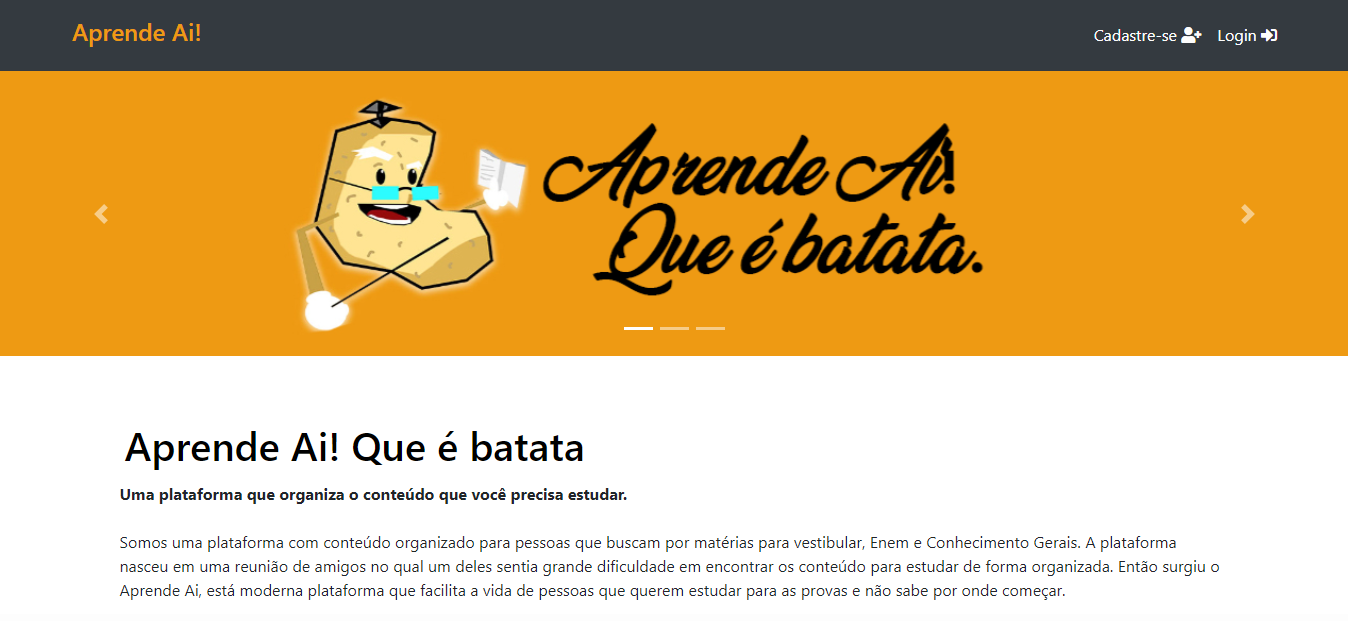 Aprende Ai!
Cadastre-se
Login
Aprende Ai!
Que é batata.
Aprende Ai! Que é batata
Uma plataforma que organiza o conteúdo que você precisa estudar.
Somos uma plataforma com conteúdo organizado para pessoas que buscam por matérias para vestibular, Enem e Conhecimento Gerais. A plataforma
nasceu em uma reunião de amigos no qual um deles sentia grande dificuldade em encontrar os conteúdo para estudar de forma organizada. Então surgiu o
Aprende Ai, está moderna plataforma que facilita a vida de pessoas que querem estudar para as provas e não sabe por onde começar.